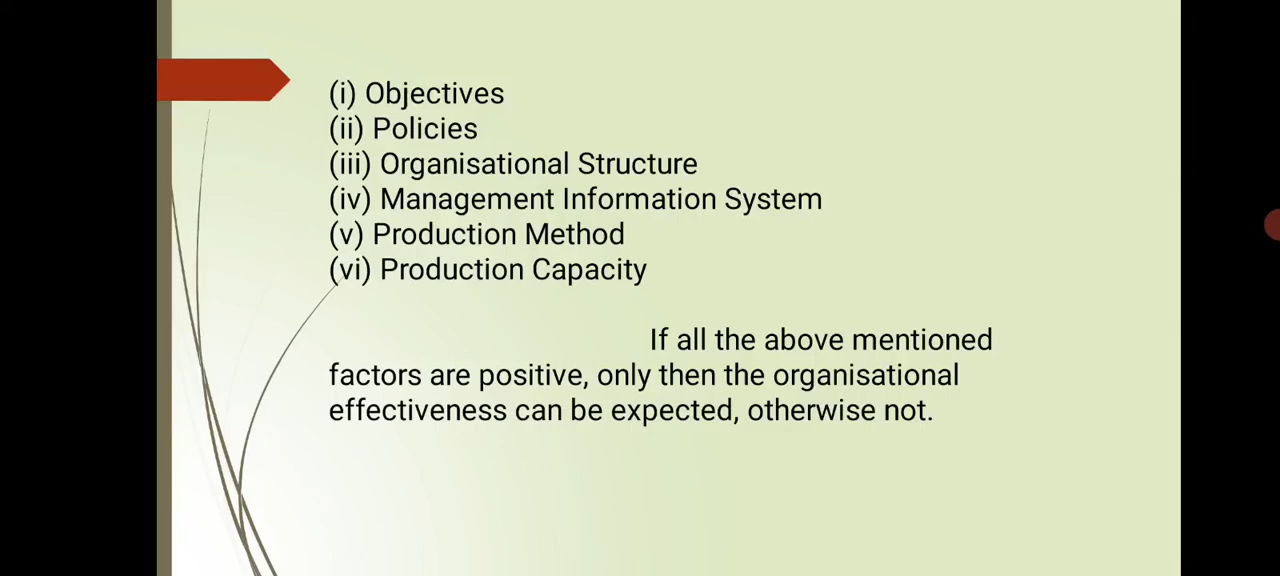 (i) Objectives
(ii) Policies
(iii) Organisational Structure
(iv) Management Information System
(v) Production Method
(vi) Production Capacity
If all the above mentioned
factors are positive, only then the organisational
effectiveness can be expected, otherwise not.